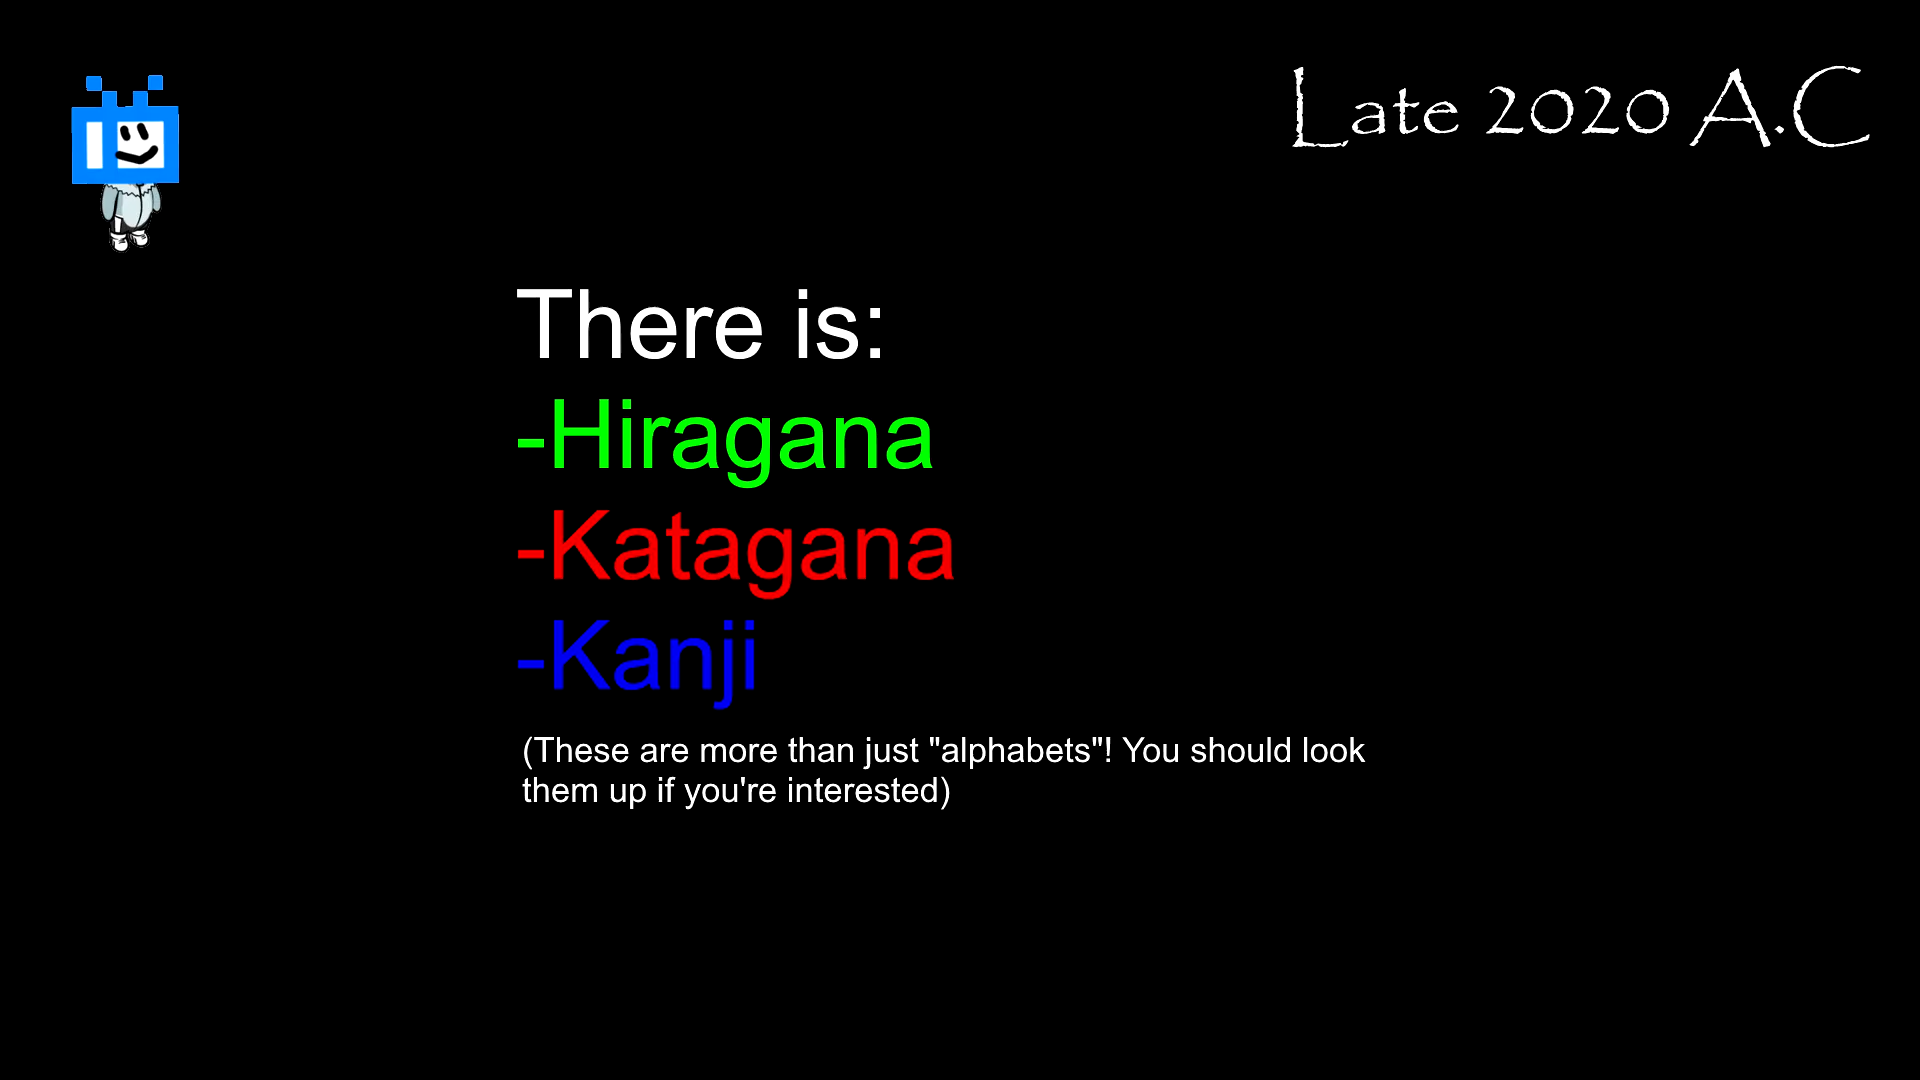 Late 2020 A.C
There is:
-Hiragana
-Katagana
-Kanji
(These are more than just "alphabets"! You should look
them up if you're interested)